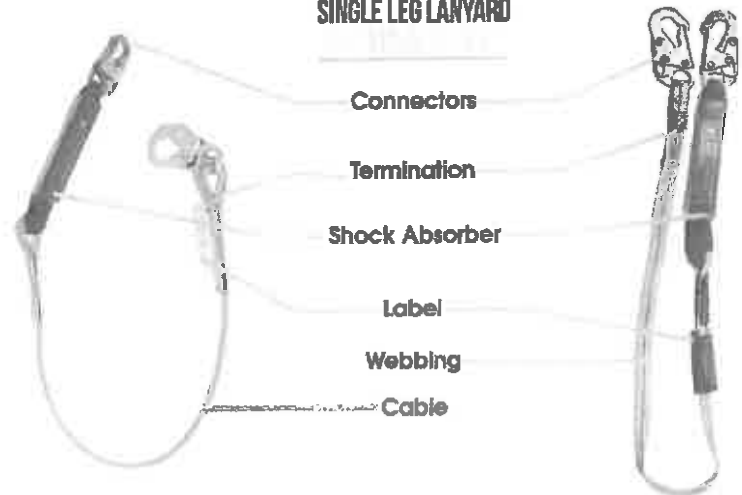 SINGLE LEG LANYARD
Connectors
Termination
Shock Absorber
Label
Webbing
Cable